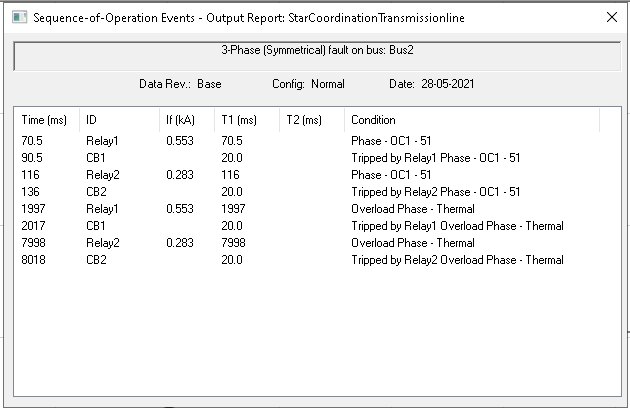 Sequence-of-Operation Events - Output Report: StarCoordinationTransmissionline
3-Phase (Symmetrical) fault on bus: Bus2
Data Rev.: Base Config: Normal Date: 28-05-2021
Time (ms) ID If (kA) T1 (ms) T2 (ms) Condition
70.5 Relay1 0.553 70.5 Phase - OC1 - 51
90.5 CB1 20.0 Tripped by Relay1 Phase - OC1 - 51
116 Relay2 0.283 116 Phase - OC1 - 51
136 CB2 20.0 Tripped by Relay2 Phase - OC1 - 51
1997 Relay1 0.553 1997 Overload Phase - Thermal
2017 CB1 20.0 Tripped by Relay1 Overload Phase - Thermal
7998 Relay2 0.283 7998 Overload Phase - Thermal
8018 CB2 20.0 Tripped by Relay2 Overload Phase - Thermal